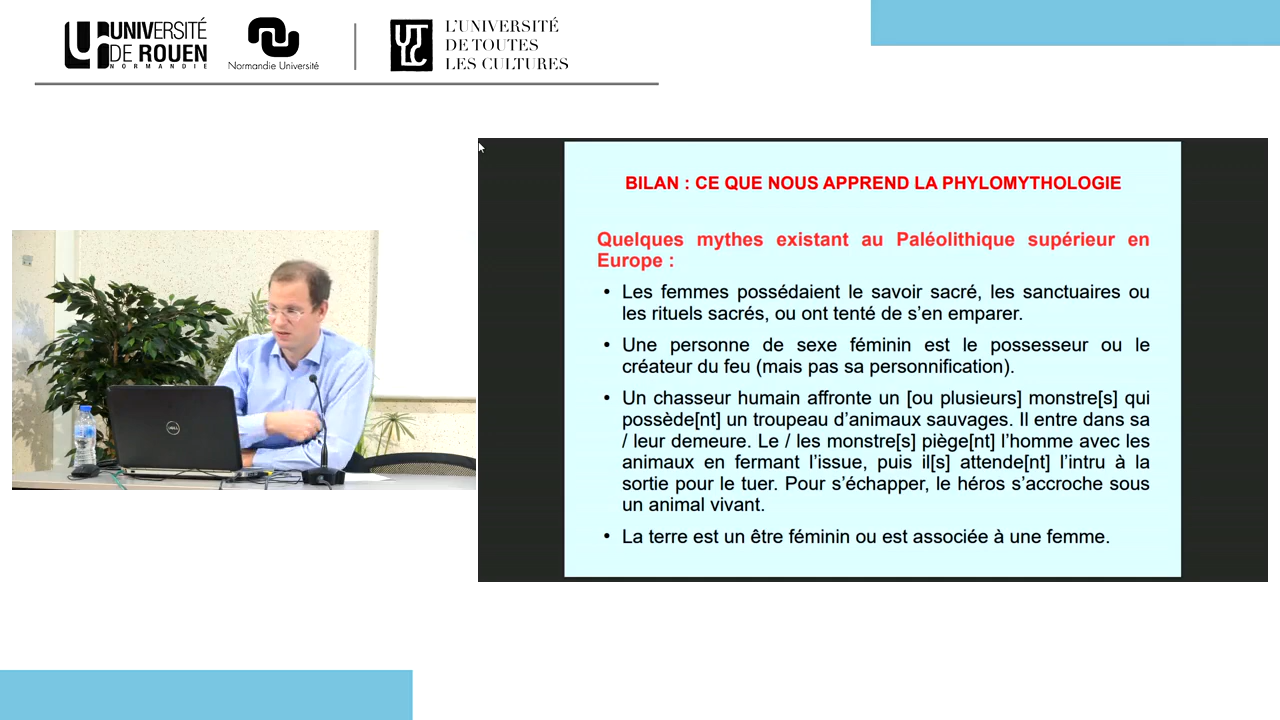 UNIVERSITÉ
DE ROUEN
NORMANDIE
Normandie Université
UTLC
L'UNIVERSITÉ
DE TOUTES
LES CULTURES
BILAN : CE QUE NOUS APPREND LA PHYLOMYTHOLOGIE
Quelques mythes existant au Paléolithique supérieur en
Europe :
• Les femmes possédaient le savoir sacré, les sanctuaires ou
les rituels sacrés, ou ont tenté de s'en emparer.
• Une personne de sexe féminin est le possesseur ou le
créateur du feu (mais pas sa personnification).
• Un chasseur humain affronte un [ou plusieurs] monstre[s] qui
possède[nt] un troupeau d'animaux sauvages. Il entre dans sa
/ leur demeure. Le / les monstre[s] piège[nt] l'homme avec les
animaux en fermant l'issue, puis il[s] attende[nt] l'intru à la
sortie pour le tuer. Pour s'échapper, le héros s'accroche sous
un animal vivant.
• La terre est un être féminin ou est associée à une femme.
DELL